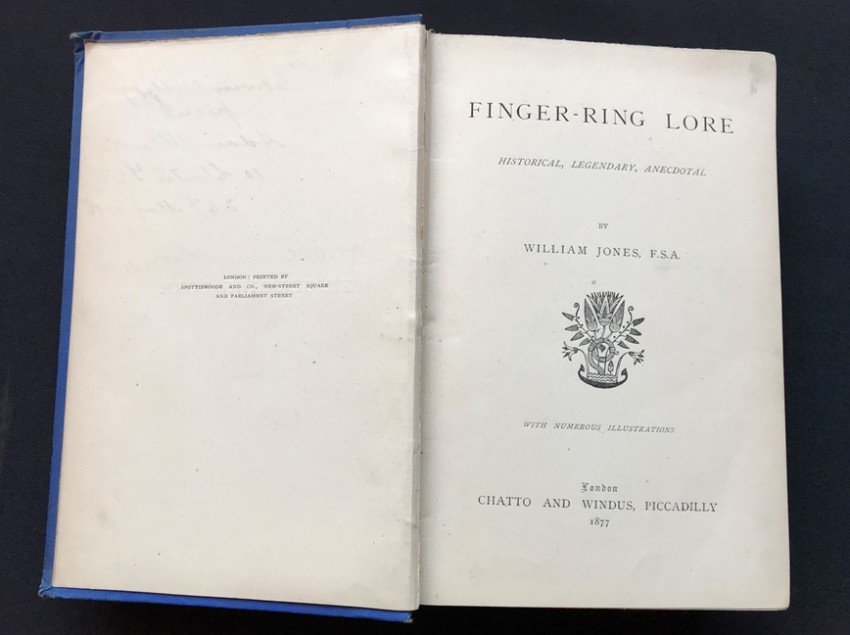 LONDON: PRINTED BY
SPOTTISWOODE AND CO., NEW-STREET SQUARE
AND PARLIAMENT STREET
FINGER-RING LORE
HISTORICAL, LEGENDARY, ANECDOTAL
BY
WILLIAM JONES, F.S.A.
WITH NUMEROUS ILLUSTRATIONS
London
CHATTO AND WINDUS, PICCADILLY
1877